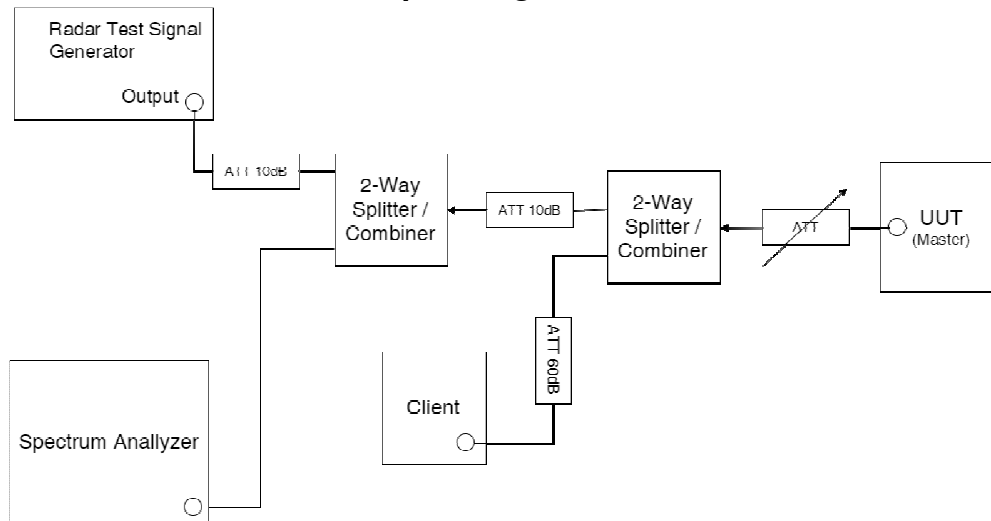 Radar Test Signal
Generator
Output
ATT 10dB
2-Way
Splitter /
Combiner
ATT 10dB
2-Way
Splitter /
Combiner
ATT
UUT
(Master)
ATT 60dB
Client
Spectrum Anallyzer